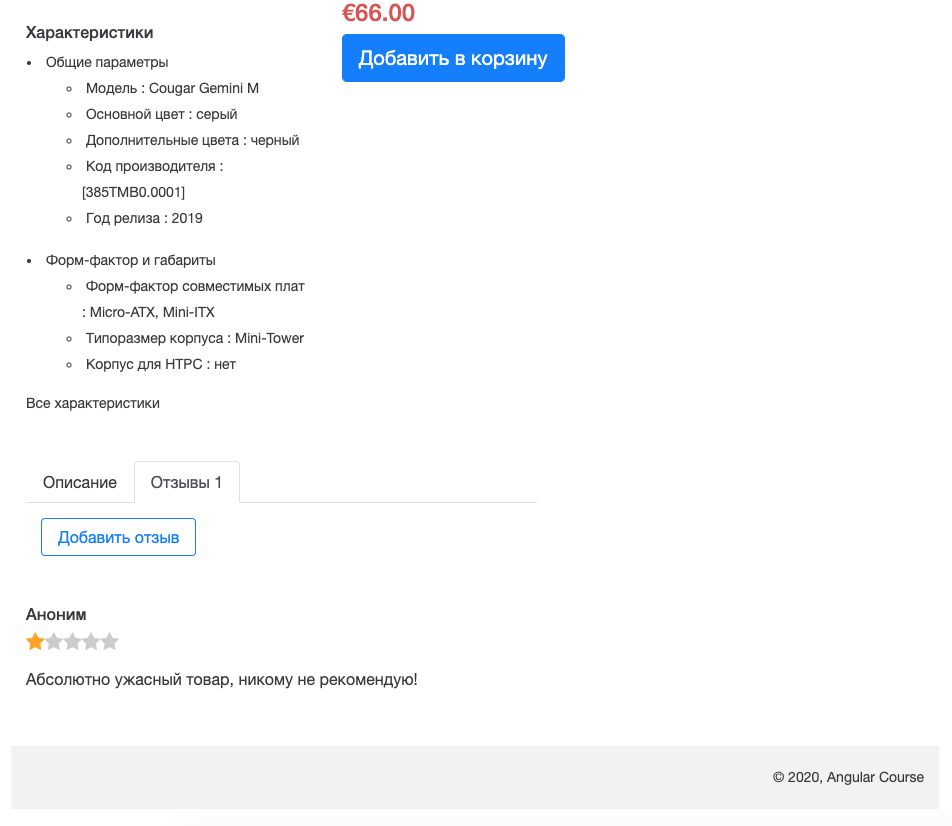 €66.00
Добавить в корзину
Характеристики
Общие параметры
Модель : Cougar Gemini M
Основной цвет : серый
Дополнительные цвета : черный
Код производителя :
[385TMB0.0001]
Год релиза : 2019
Форм-фактор и габариты
Форм-фактор совместимых плат
: Micro-ATX, Mini-ITX
Типоразмер корпуса : Mini-Tower
Корпус для HTPC : нет
Все характеристики
Описание
Отзывы 1
Добавить отзыв
Аноним
Абсолютно ужасный товар, никому не рекомендую!
© 2020, Angular Course